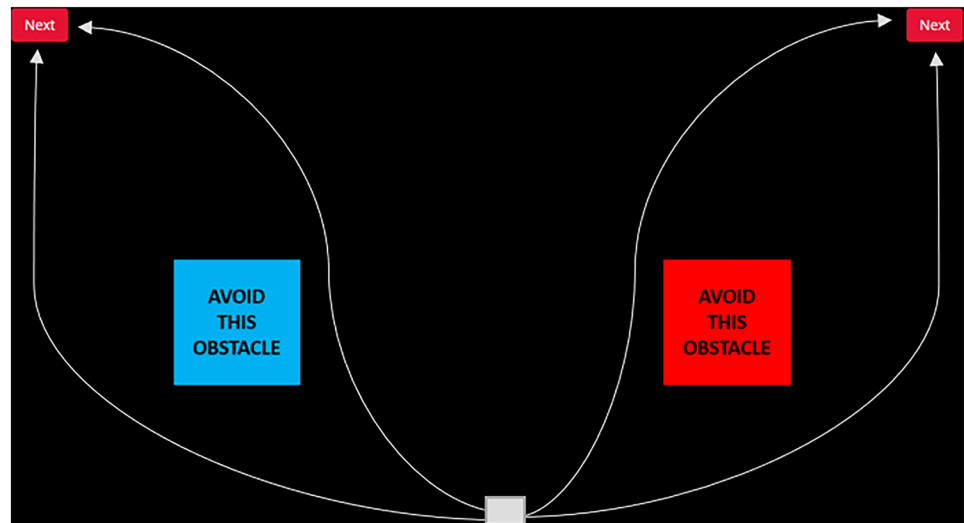 Next
Next
AVOID
THIS
OBSTACLE
AVOID
THIS
OBSTACLE